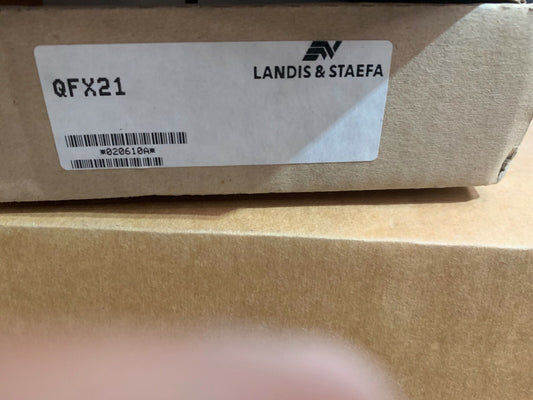 LANDIS & STAEFA
QFX21
*020610A*